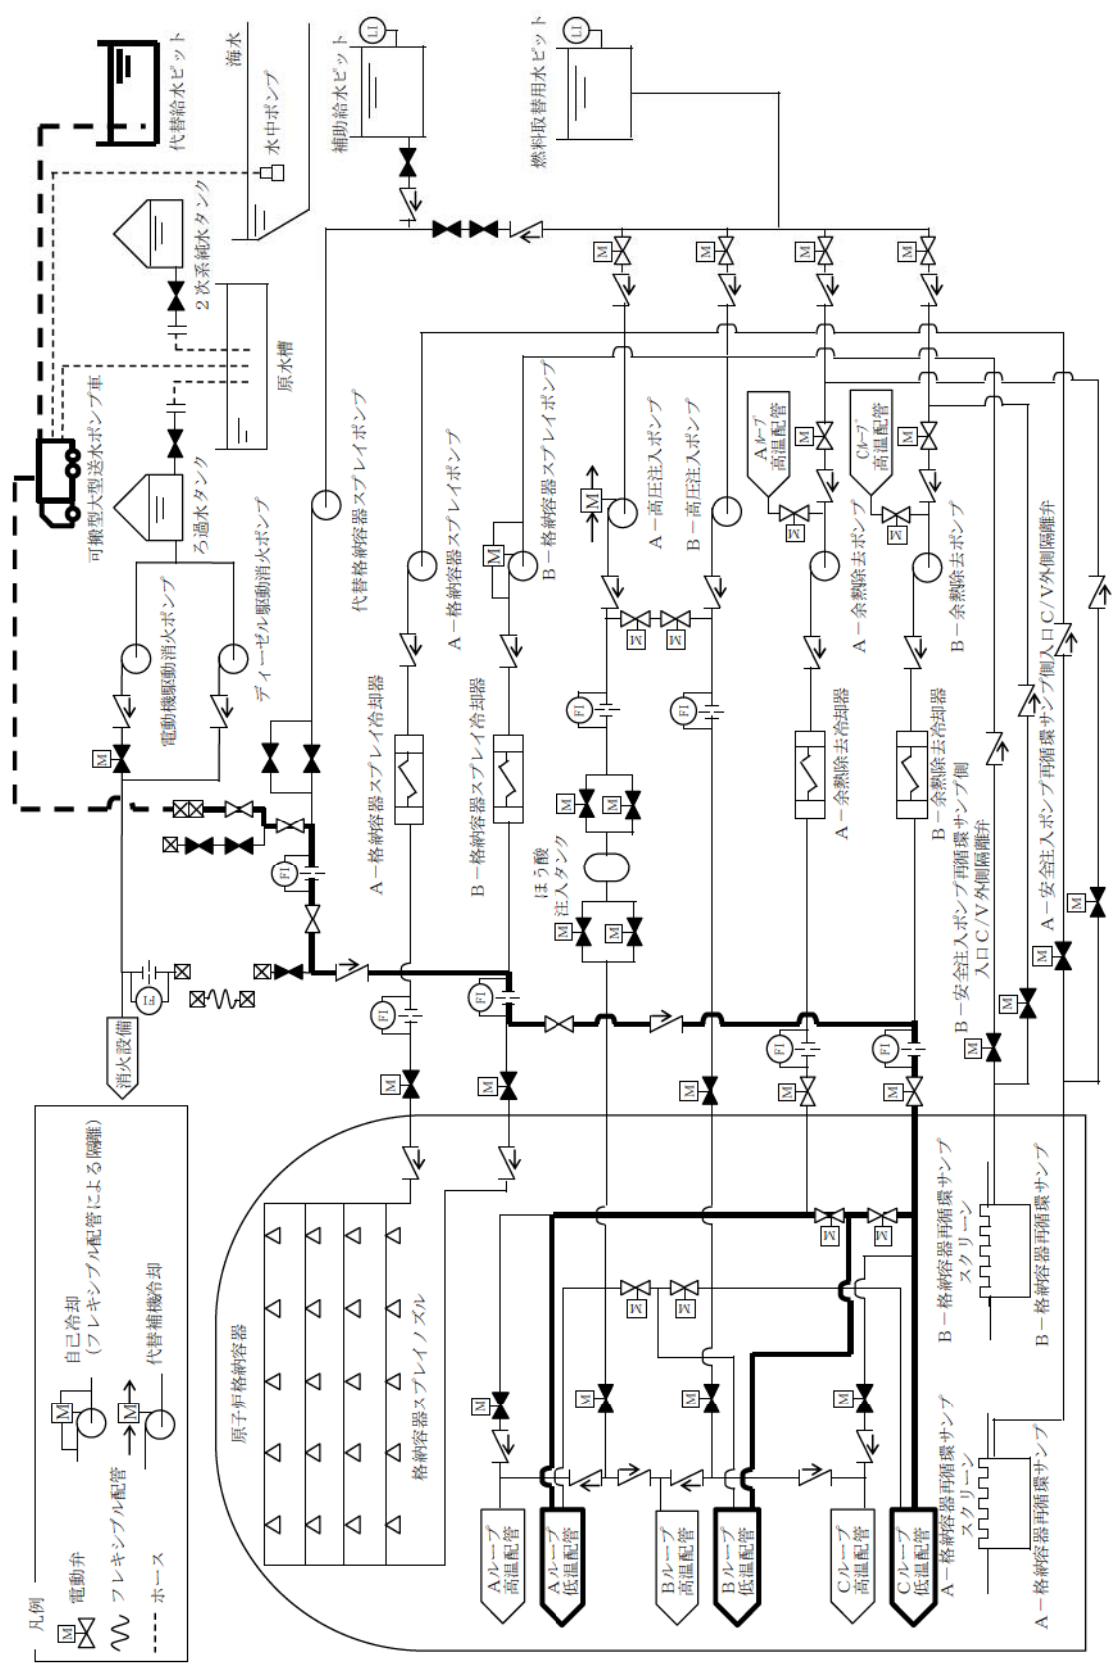 凡例
M
電動弁
フレキシブル配管
ホース
M
自己冷却
(フレキシブル配管による隔離)
M
代替補機冷却
消火設備
FI
電動機駆動消火ポンプ
M
ディーゼル駆動消火ポンプ
ろ過水タンク
可搬型大型送水ポンプ車
原水槽
2次系純水タンク
代替給水ピット
海水
水中ポンプ
補助給水ピット
LI
燃料取替用水ピット
LI
代替格納容器スプレイポンプ
FI
A-格納容器スプレイポンプ
A-格納容器スプレイ冷却器
FI
M
B-格納容器スプレイポンプ
M
B-格納容器スプレイ冷却器
FI
M
A-高圧注入ポンプ
M
M
B-高圧注入ポンプ
M
M
M
FI
FI
ほう酸
注入タンク
M
M
M
M
M
Aループ
高温配管
M
M
M
Cループ
高温配管
M
M
M
A-余熱除去ポンプ
A-余熱除去冷却器
FI
M
B-余熱除去ポンプ
B-余熱除去冷却器
FI
M
B-安全注入ポンプ再循環サンプ側
入口C/V外側隔離弁
M
M
A-安全注入ポンプ再循環サンプ側入口C/V外側隔離弁
M
M
原子炉格納容器
格納容器スプレイノズル
M
M
M
M
M
M
M
M
Aループ
高温配管
Aループ
低温配管
Bループ
高温配管
Bループ
低温配管
Cループ
高温配管
Cループ
低温配管
B-格納容器再循環サンプ
スクリーン
B-格納容器再循環サンプ
A-格納容器再循環サンプ
スクリーン
A-格納容器再循環サンプ